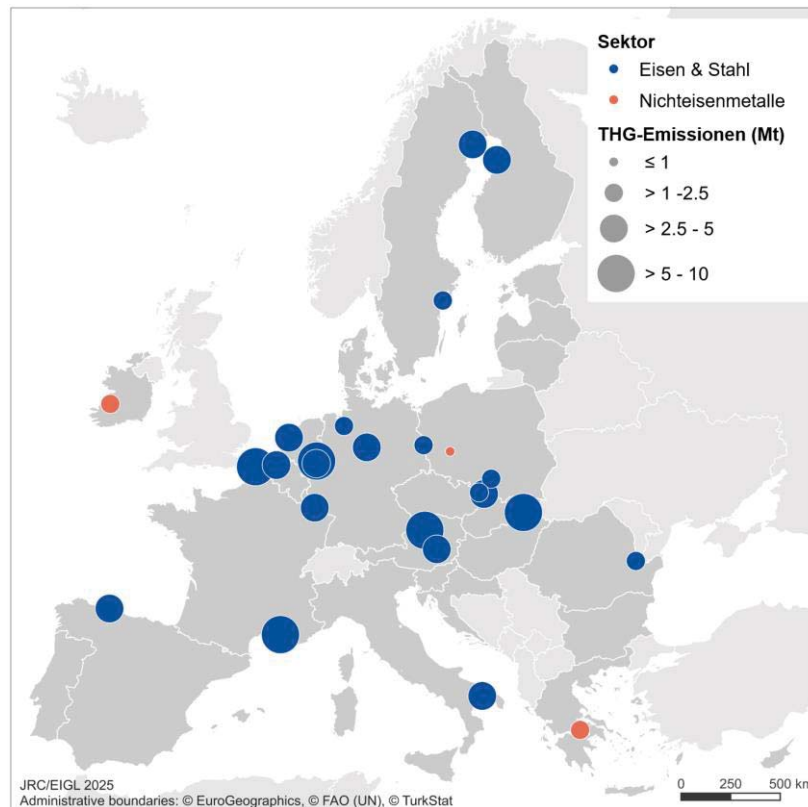 Sektor
Eisen & Stahl
Nichteisenmetalle
THG-Emissionen (Mt)
≤ 1
> 1 -2.5
> 2.5 - 5
> 5 - 10
JRC/EIGL 2025
Administrative boundaries: © EuroGeographics, © FAO (UN), © TurkStat
0 250 500 km